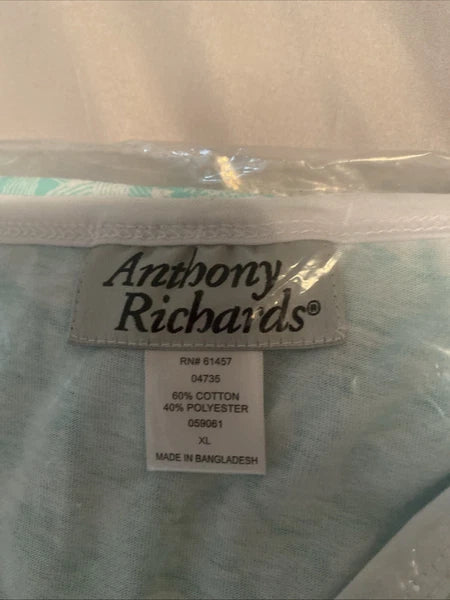 Anthony
Richards®
RN# 61457
04735
60% COTTON
40% POLYESTER
059061
XL
MADE IN BANGLADESH